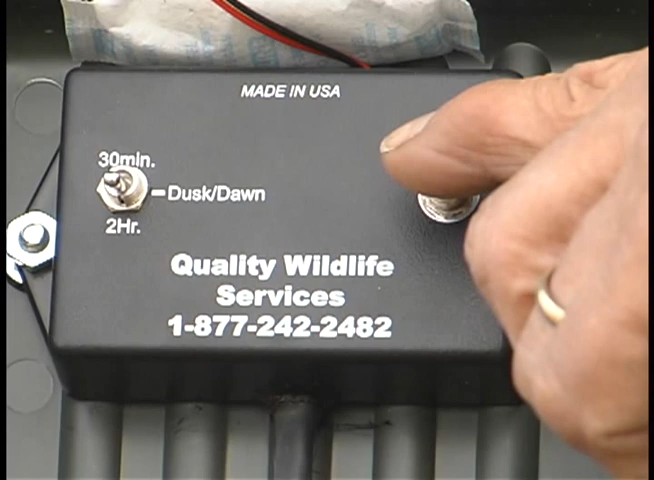 MADE IN USA
30min.
Dusk/Dawn
2Hr.
Quality Wildlife
Services
1-877-242-2482